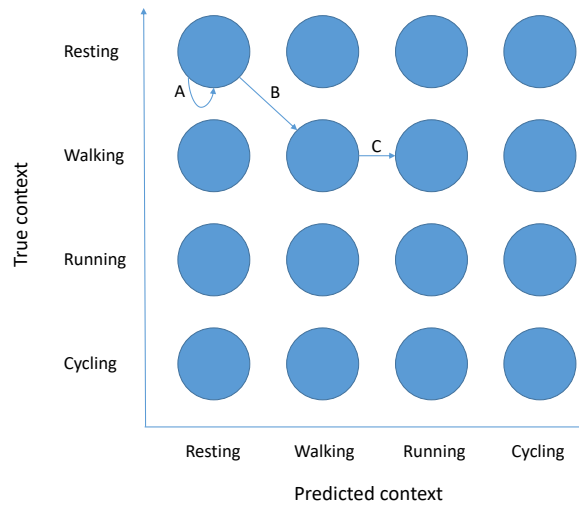 Resting
A
B
Walking
C
Running
Cycling
True context
Resting Walking Running Cycling
Predicted context